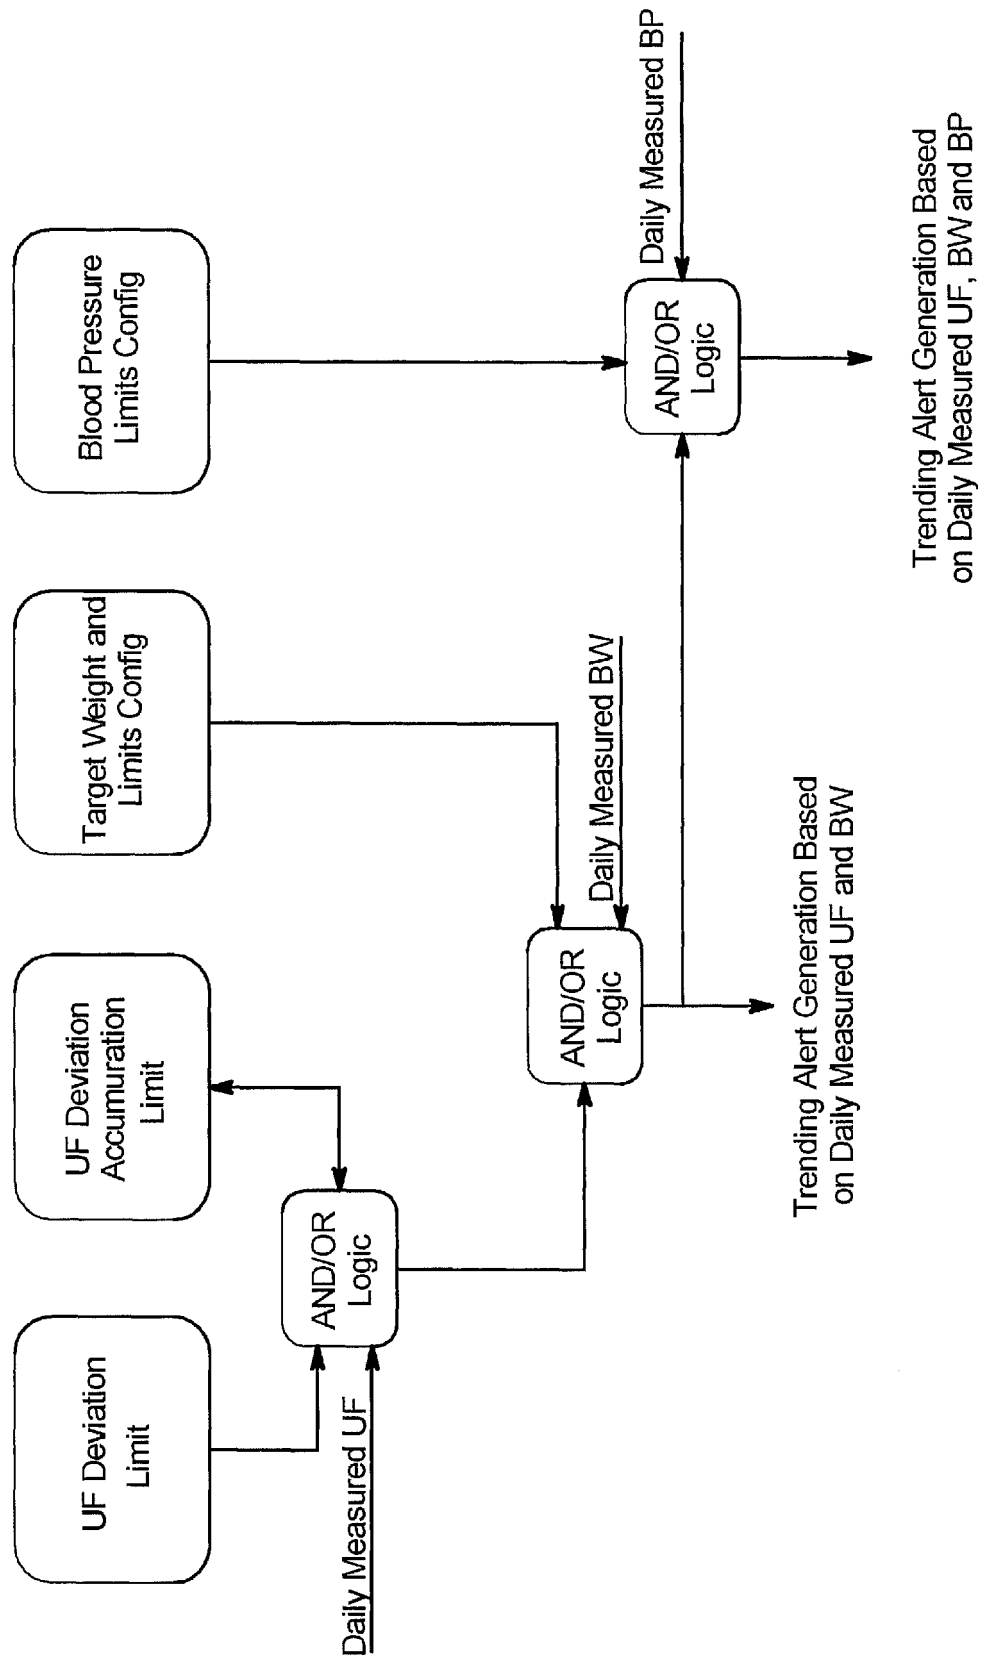 UF Deviation
Limit
UF Deviation
Accumuration
Limit
Target Weight and
Limits Config
Blood Pressure
Limits Config
Daily Measured UF
AND/OR
Logic
AND/OR
Logic
Daily Measured BW
AND/OR
Logic
Daily Measured BP
Trending Alert Generation Based
on Daily Measured UF and BW
Trending Alert Generation Based
on Daily Measured UF, BW and BP